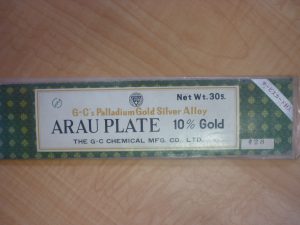 Net Wt. 30g.
G-C's Palladium Gold Silver Alloy
ARAU PLATE 10% Gold
THE G-C CHEMICAL MFG. CO., LTD.